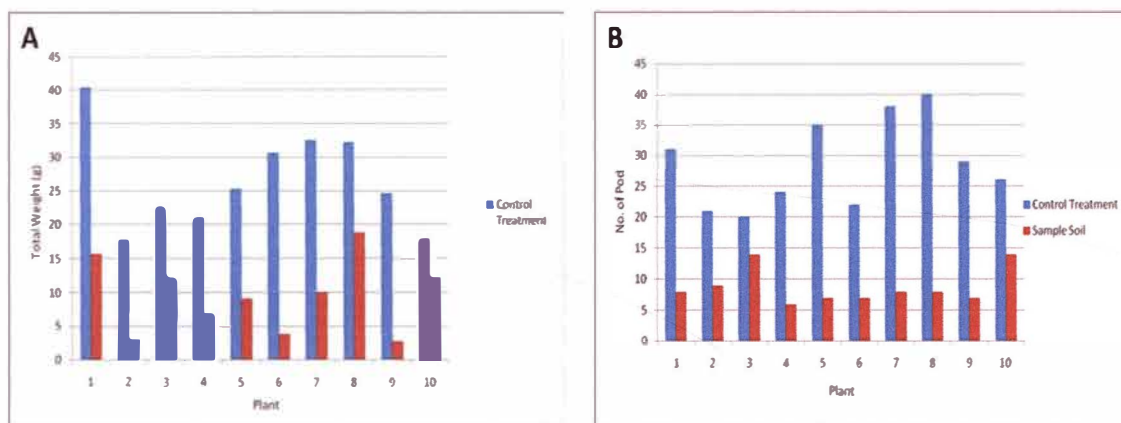 A
45
40
35
30
25
20
15
10
5
0
Total Weight (g)
1 2 3 4 5 6 7 8 9 10
Plant
Control
Treatment
B
45
40
35
30
25
20
15
10
5
0
No. of Pod
1 2 3 4 5 6 7 8 9 10
Plant
Control Treatment
Sample Soil